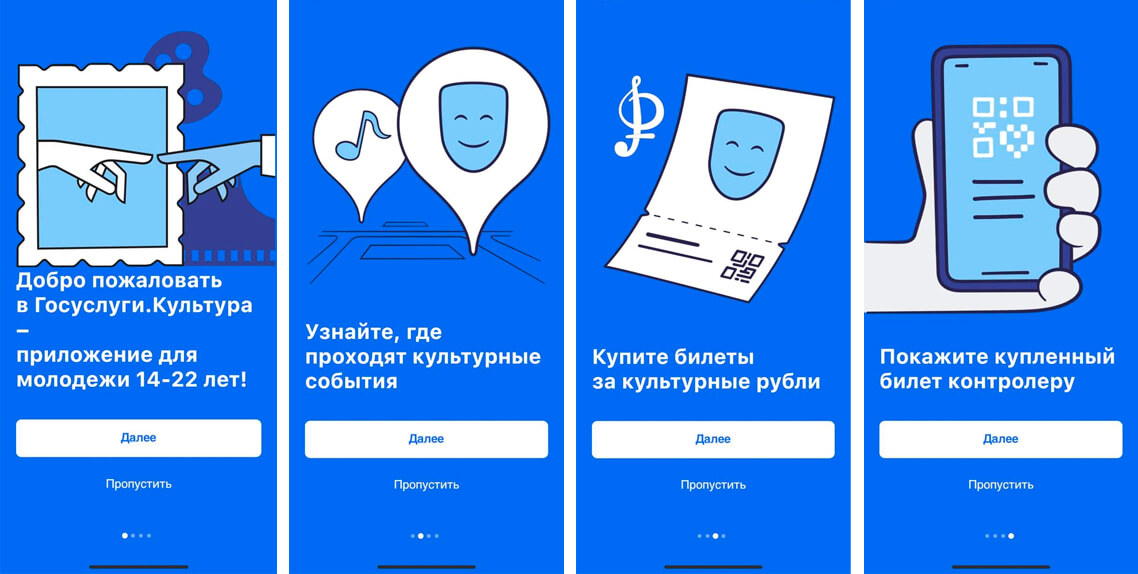 Добро пожаловать
в Госуслуги.Культура
–
приложение для
молодежи 14-22 лет!
Далее
Пропустить
Узнайте, где
проходят культурные
события
Далее
Пропустить
Купите билеты
за культурные рубли
Далее
Пропустить
Покажите купленный
билет контролеру
Далее
Пропустить